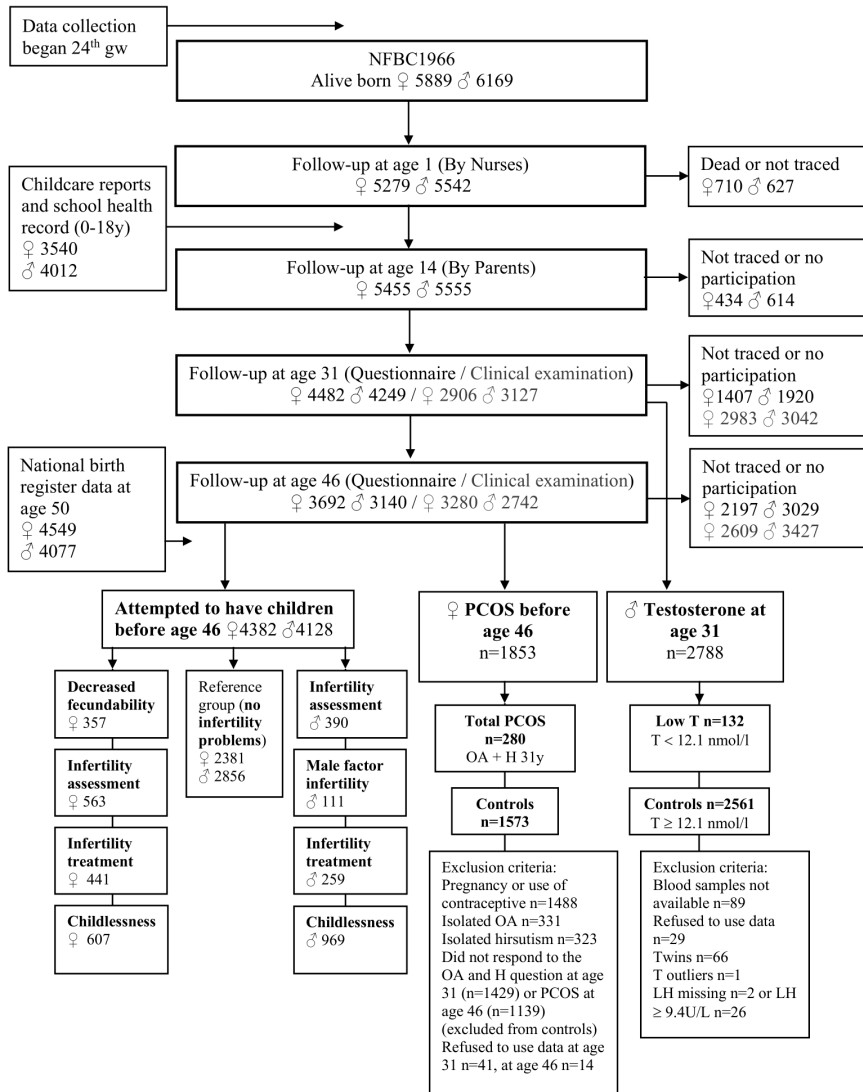 Data collection
began 24th gw
NFBC1966
Alive born ♀ 5889 ♂ 6169
Follow-up at age 1 (By Nurses)
♀ 5279 ♂ 5542
Dead or not traced
♀710 ♂ 627
Childcare reports
and school health
record (0-18y)
♀ 3540
♂ 4012
Follow-up at age 14 (By Parents)
♀ 5455 ♂ 5555
Not traced or no
participation
♀434 ♂ 614
Follow-up at age 31 (Questionnaire / Clinical examination)
♀ 4482 ♂ 4249 / ♀ 2906 ♂ 3127
Not traced or no
participation
♀1407 ♂ 1920
♀ 2983 ♂ 3042
National birth
register data at
age 50
♀ 4549
♂ 4077
Follow-up at age 46 (Questionnaire / Clinical examination)
♀ 3692 ♂ 3140 / ♀ 3280 ♂ 2742
Not traced or no
participation
♀ 2197 ♂ 3029
♀ 2609 ♂ 3427
Attempted to have children
before age 46 ♀4382 ♂4128
Decreased
fecundability
♀ 357
Infertility
assessment
♀ 563
Infertility
treatment
♀ 441
Childlessness
♀ 607
Reference
group (no
infertility
problems)
♀ 2381
♂ 2856
Infertility
assessment
♂ 390
Male factor
infertility
♂ 111
Infertility
treatment
♂ 259
Childlessness
♂ 969
♀ PCOS before
age 46
n=1853
Total PCOS
n=280
OA + H 31y
Controls
n=1573
Exclusion criteria:
Pregnancy or use of
contraceptive n=1488
Isolated OA n=331
Isolated hirsutism n=323
Did not respond to the
OA and H question at age
31 (n=1429) or PCOS at
age 46 (n=1139)
(excluded from controls)
Refused to use data at age
31 n=41, at age 46 n=14
♂ Testosterone at
age 31
n=2788
Low T n=132
T < 12.1 nmol/l
Controls n=2561
T ≥ 12.1 nmol/l
Exclusion criteria:
Blood samples not
available n=89
Refused to use data
n=29
Twins n=66
T outliers n=1
LH missing n=2 or LH
≥ 9.4U/L n=26